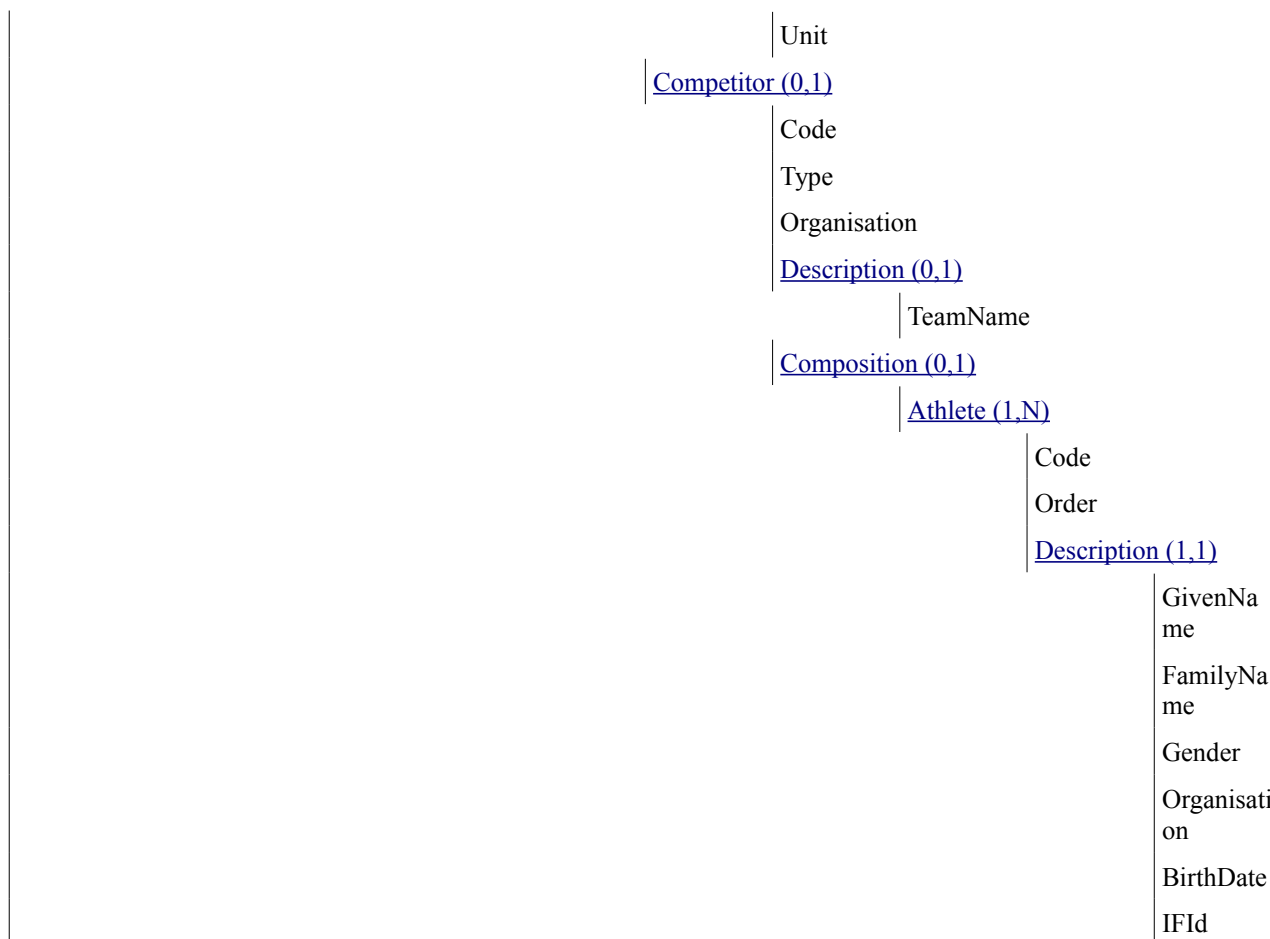 Unit
Competitor (0,1)
Code
Type
Organisation
Description (0,1)
TeamName
Composition (0,1)
Athlete (1,N)
Code
Order
Description (1,1)
GivenNa
me
FamilyNa
me
Gender
Organisati
on
BirthDate
IFId